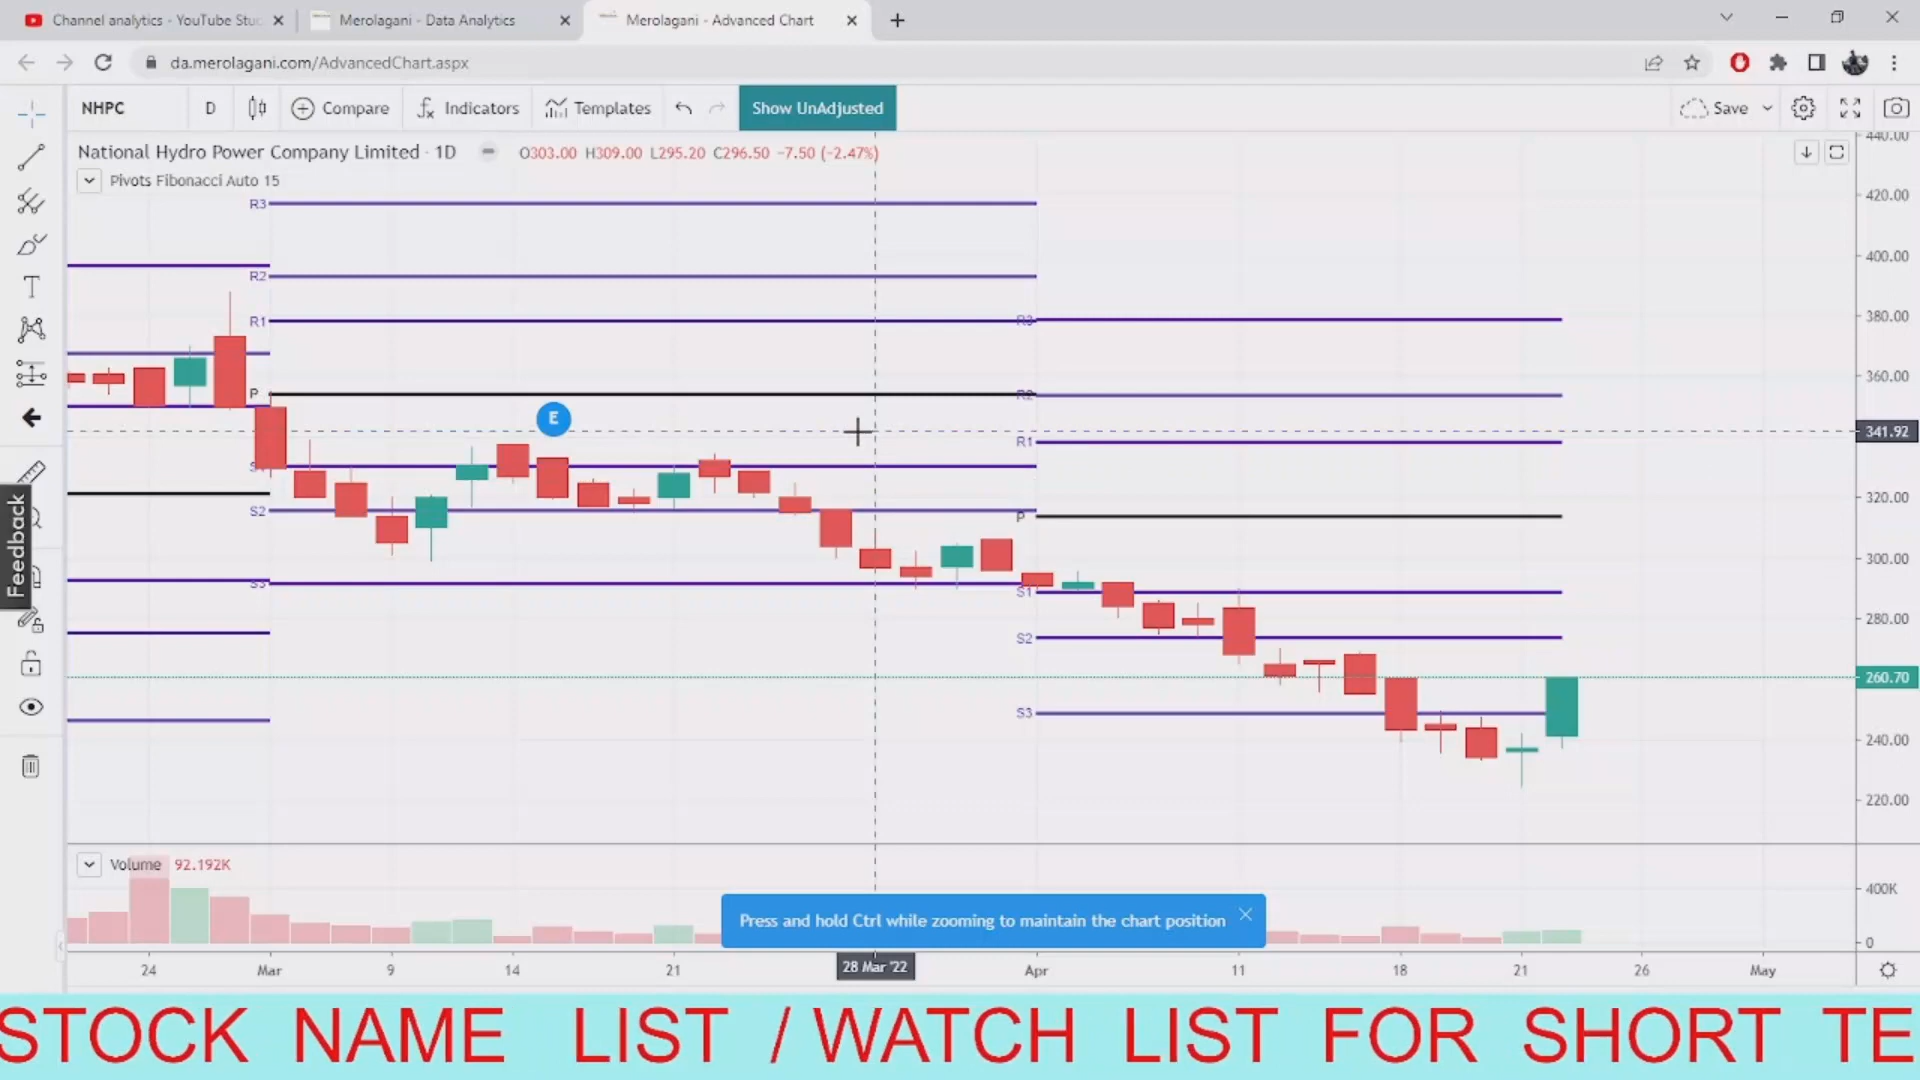 Channel analytics - YouTube Stu
Merolagani - Data Analytics
Merolagani - Advanced Chart
da.merolagani.com/AdvancedChart.aspx
NHPC D Compare Indicators Templates Show UnAdjusted Save
National Hydro Power Company Limited · 1D O303.00 H309.00 L295.20 C296.50 −7.50 (−2.47%)
Pivots Fibonacci Auto 15
R3
R2
R1
P
S2
S3
R3
R2
R1
P
S1
S2
S3
E
440.00
420.00
400.00
380.00
360.00
341.92
320.00
300.00
280.00
260.70
240.00
220.00
Feedback
Volume 92.192K
400K
0
Press and hold Ctrl while zooming to maintain the chart position
24 Mar 9 14 21 28 Mar '22 Apr 11 18 21 26 May
STOCK NAME LIST / WATCH LIST FOR SHORT TE